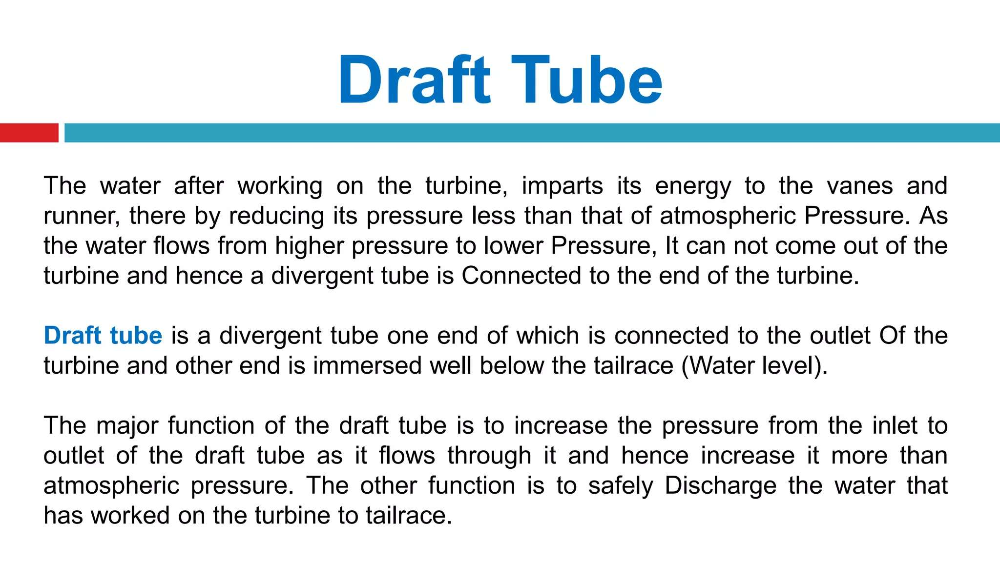 Draft Tube
The water after working on the turbine, imparts its energy to the vanes and
runner, there by reducing its pressure less than that of atmospheric Pressure. As
the water flows from higher pressure to lower Pressure, It can not come out of the
turbine and hence a divergent tube is Connected to the end of the turbine.
Draft tube is a divergent tube one end of which is connected to the outlet Of the
turbine and other end is immersed well below the tailrace (Water level).
The major function of the draft tube is to increase the pressure from the inlet to
outlet of the draft tube as it flows through it and hence increase it more than
atmospheric pressure. The other function is to safely Discharge the water that
has worked on the turbine to tailrace.